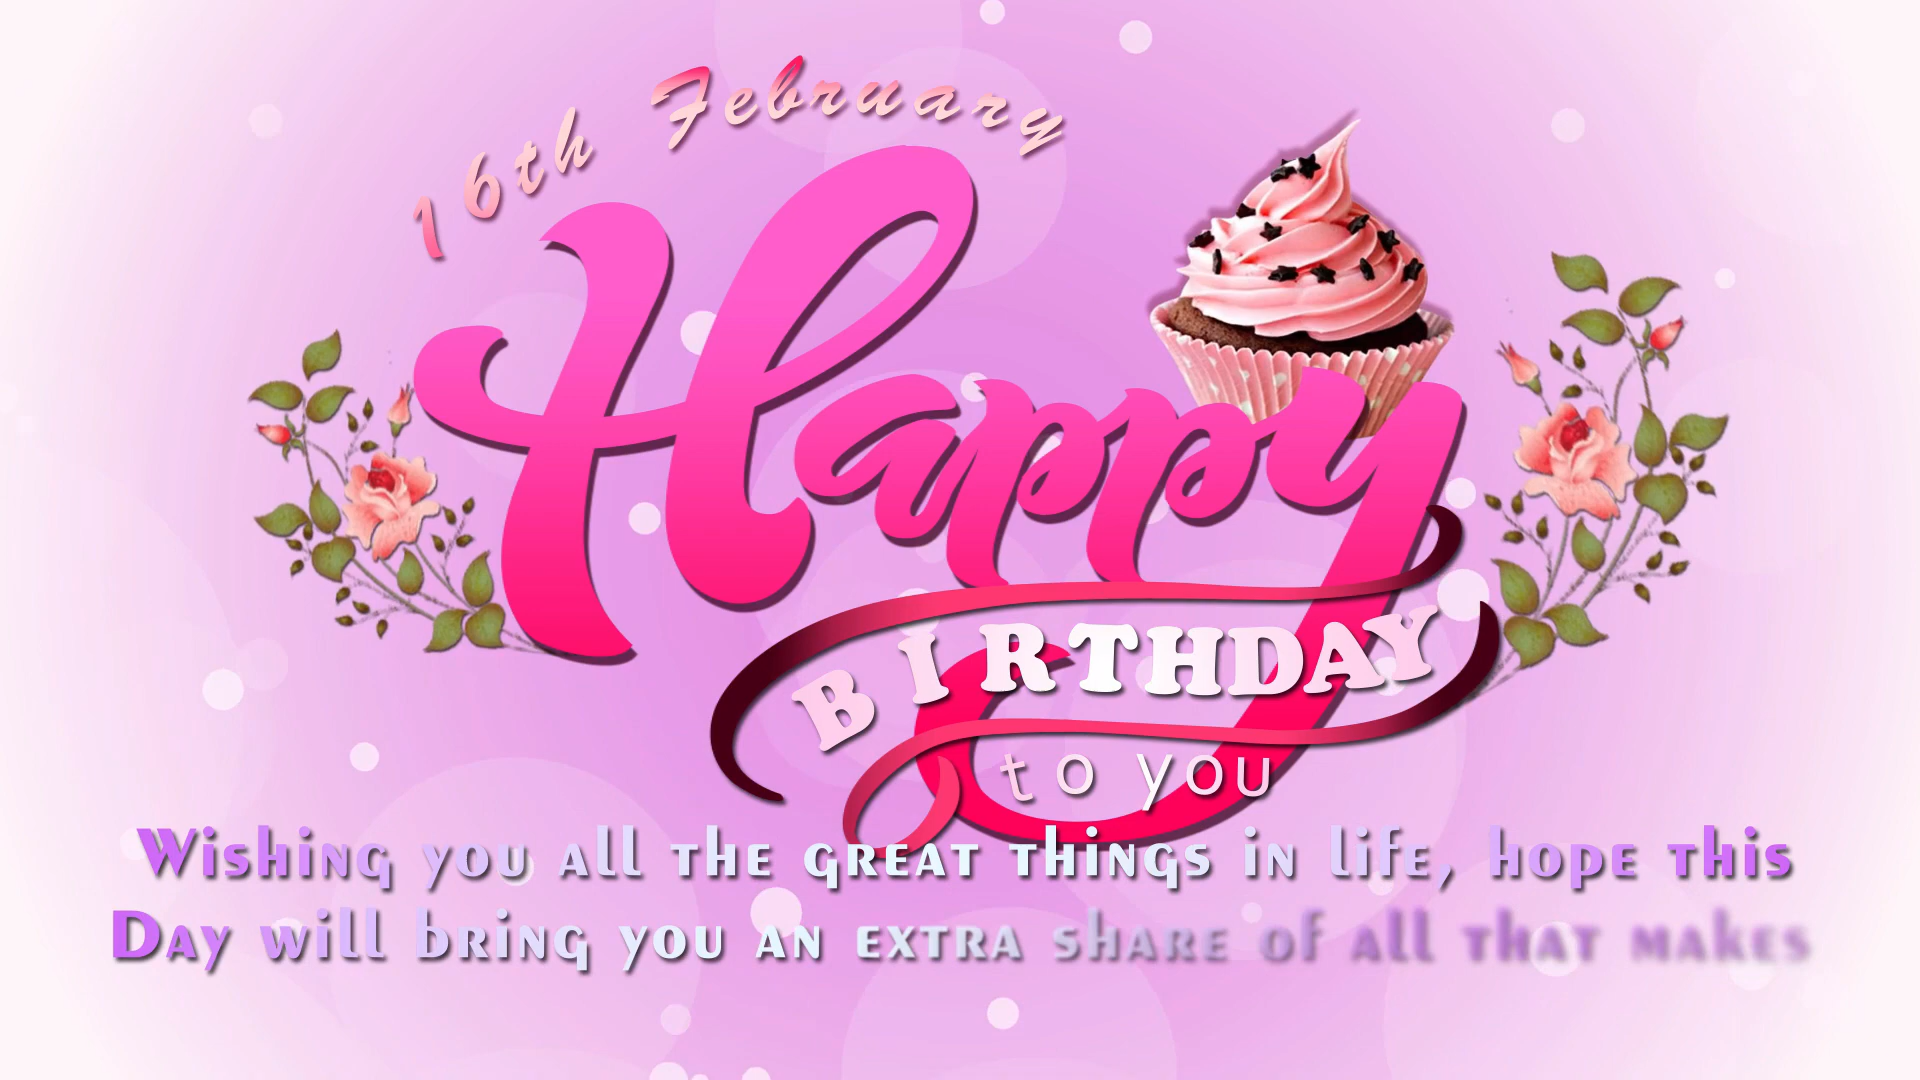 16th February
Happy
BIRTHDAY
to you
Wishing you all the great things in life, hope this
Day will bring you an extra share of all that makes